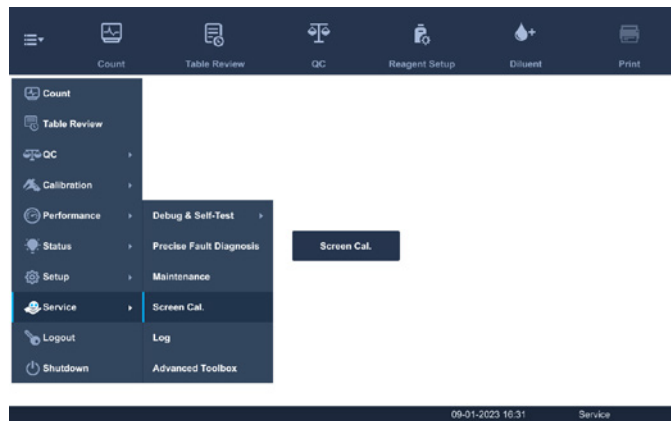 Count
Table Review
QC
Reagent Setup
Diluent
Print
Count
Table Review
QC
Calibration
Performance
Status
Setup
Service
Logout
Shutdown
Debug & Self-Test
Precise Fault Diagnosis
Maintenance
Screen Cal.
Log
Advanced Toolbox
Screen Cal.
09-01-2023 16:31 Service